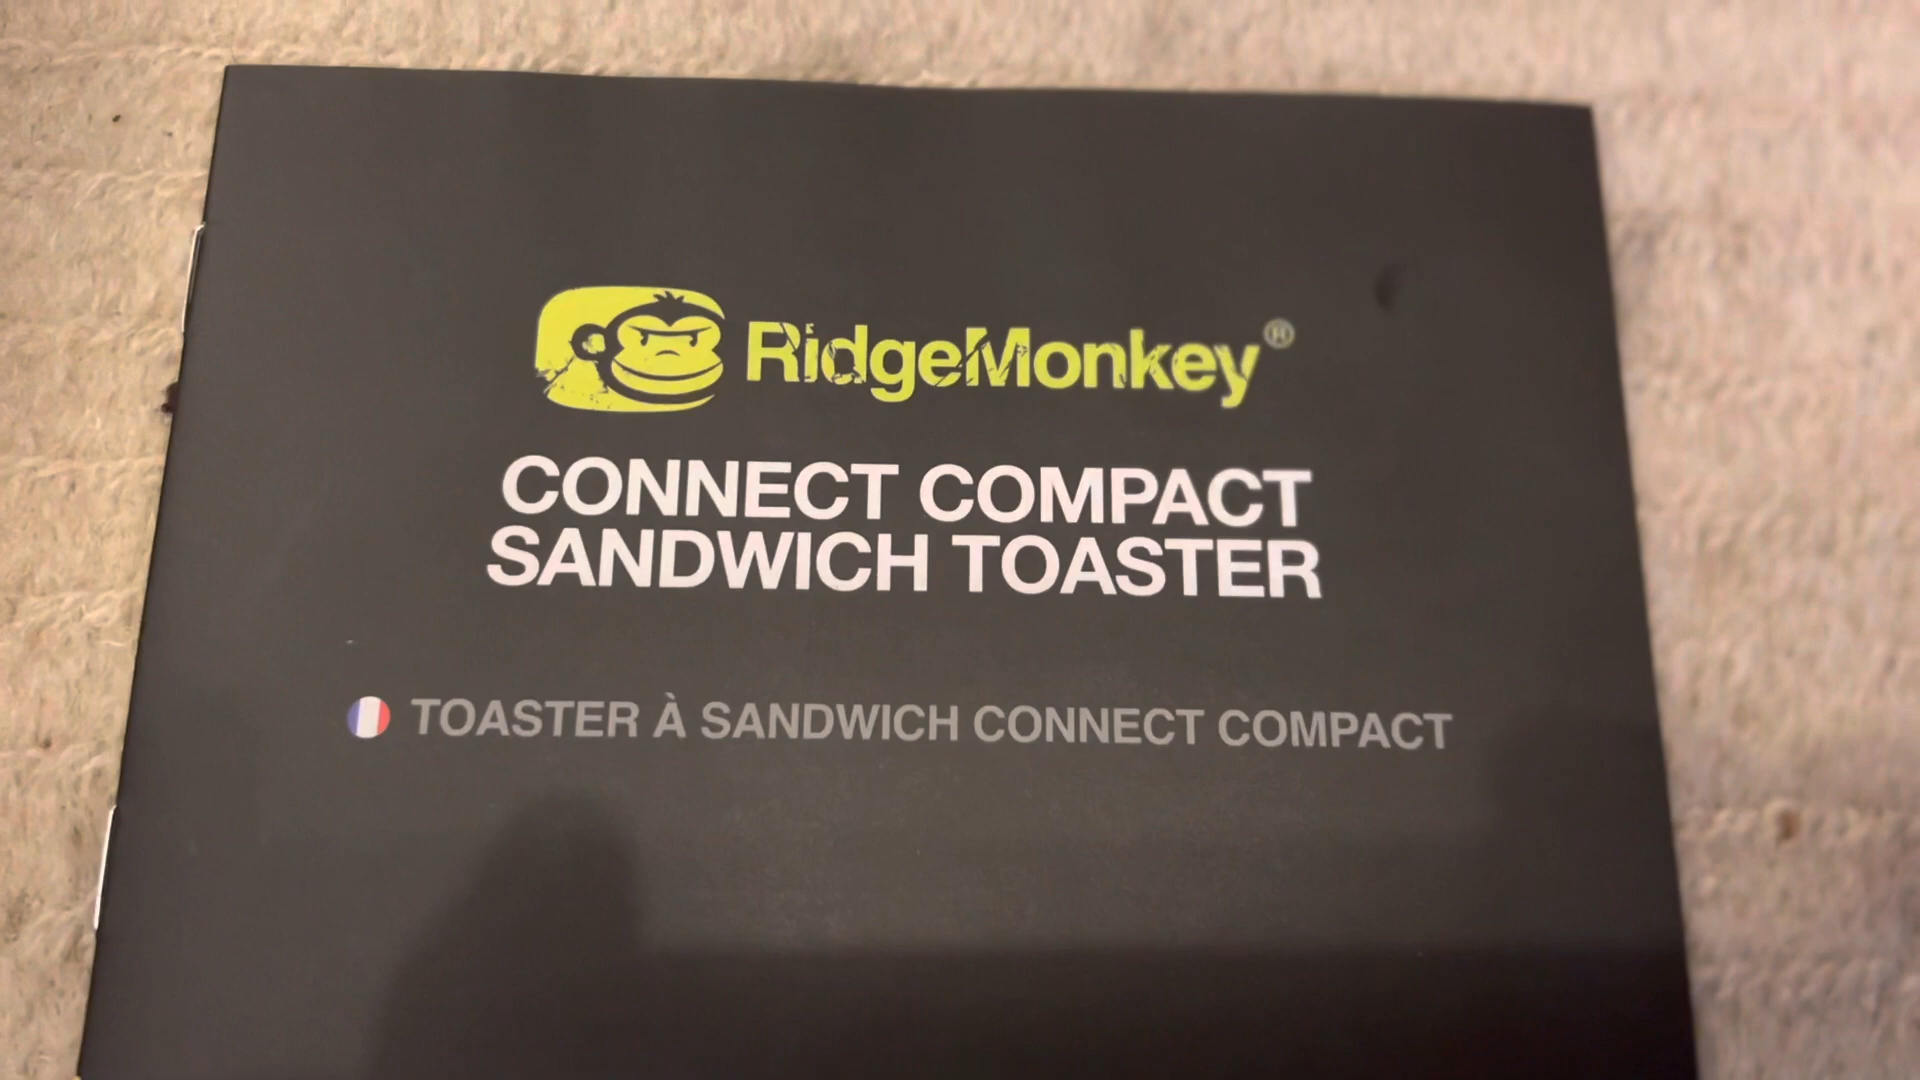 RidgeMonkey®
CONNECT COMPACT
SANDWICH TOASTER
TOASTER À SANDWICH CONNECT COMPACT